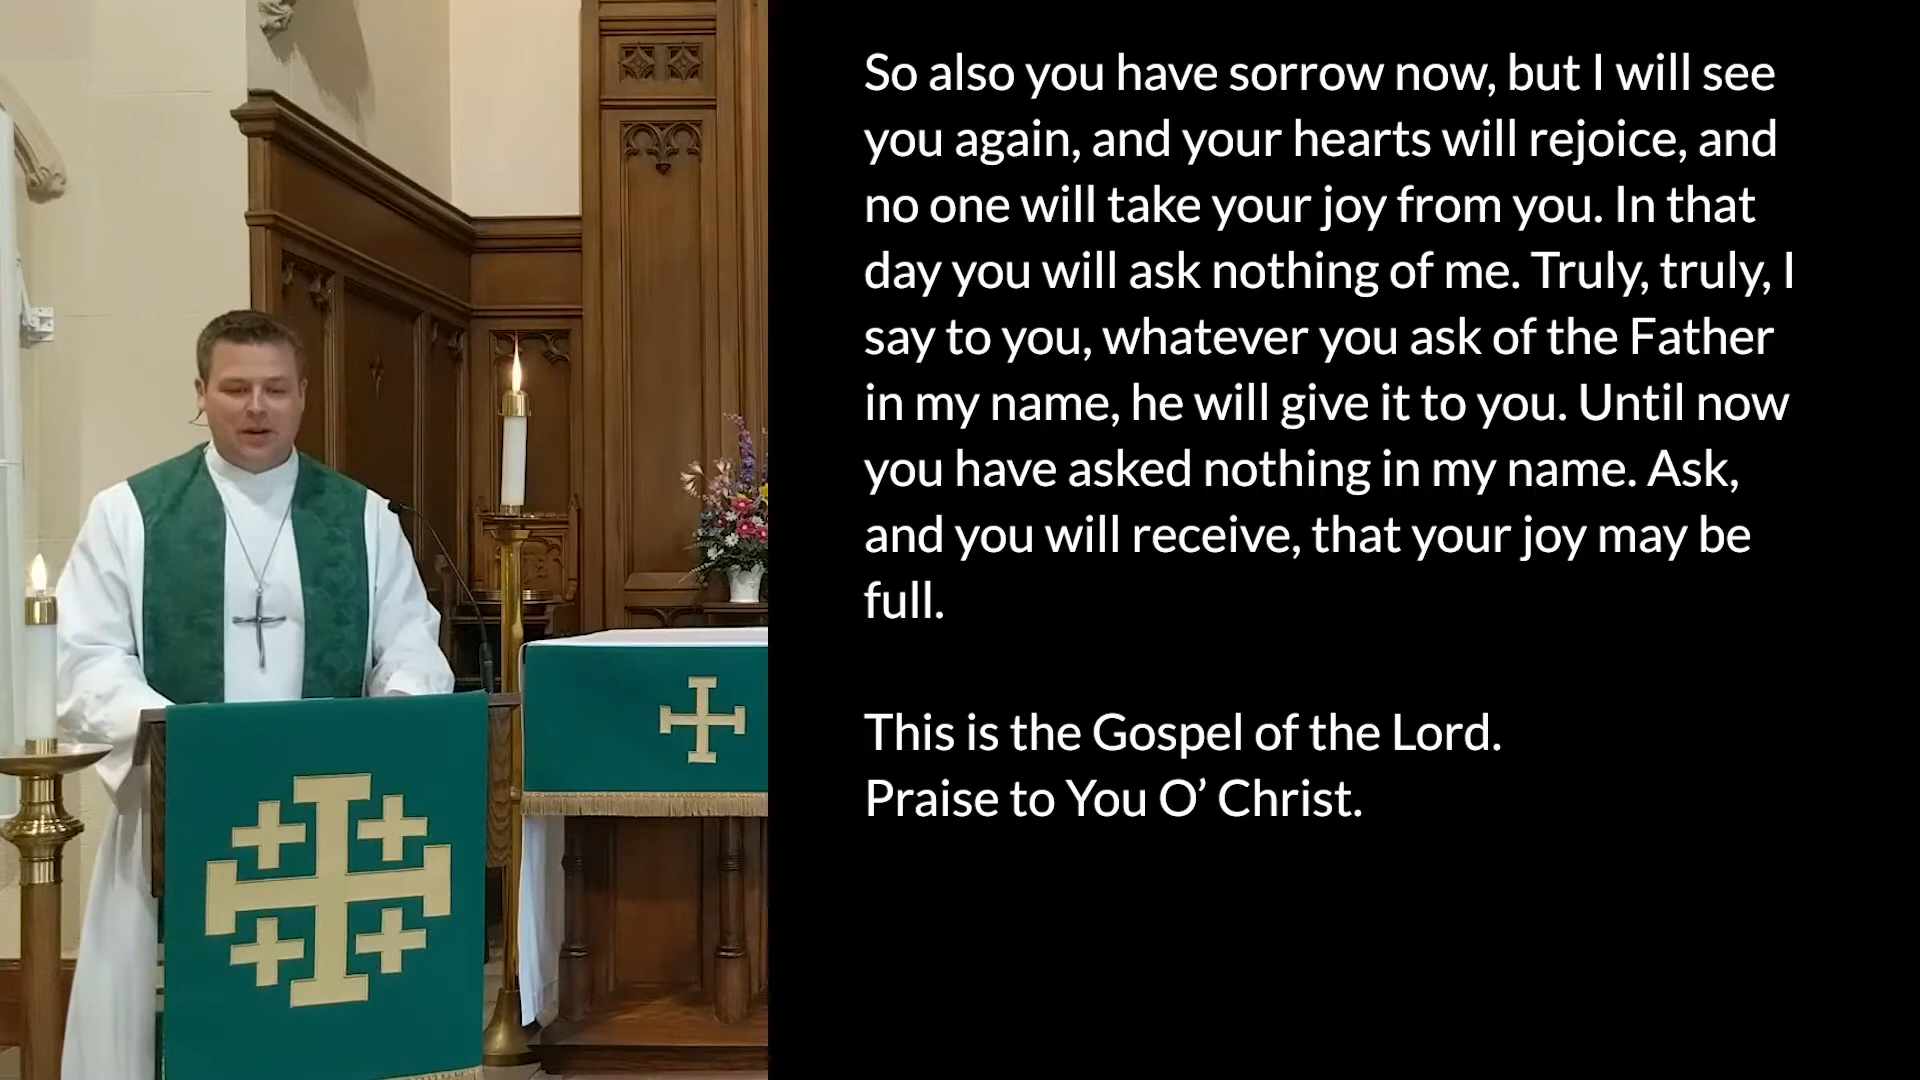 So also you have sorrow now, but I will see
you again, and your hearts will rejoice, and
no one will take your joy from you. In that
day you will ask nothing of me. Truly, truly, I
say to you, whatever you ask of the Father
in my name, he will give it to you. Until now
you have asked nothing in my name. Ask,
and you will receive, that your joy may be
full.
This is the Gospel of the Lord.
Praise to You O’ Christ.